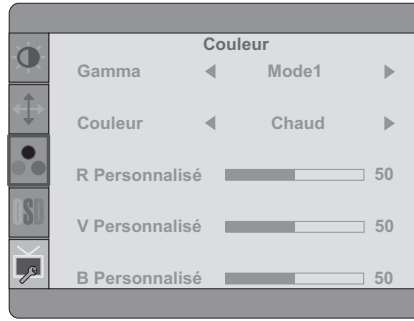 Couleur
Gamma Mode1
Couleur Chaud
R Personnalisé 50
OSD
V Personnalisé 50
B Personnalisé 50